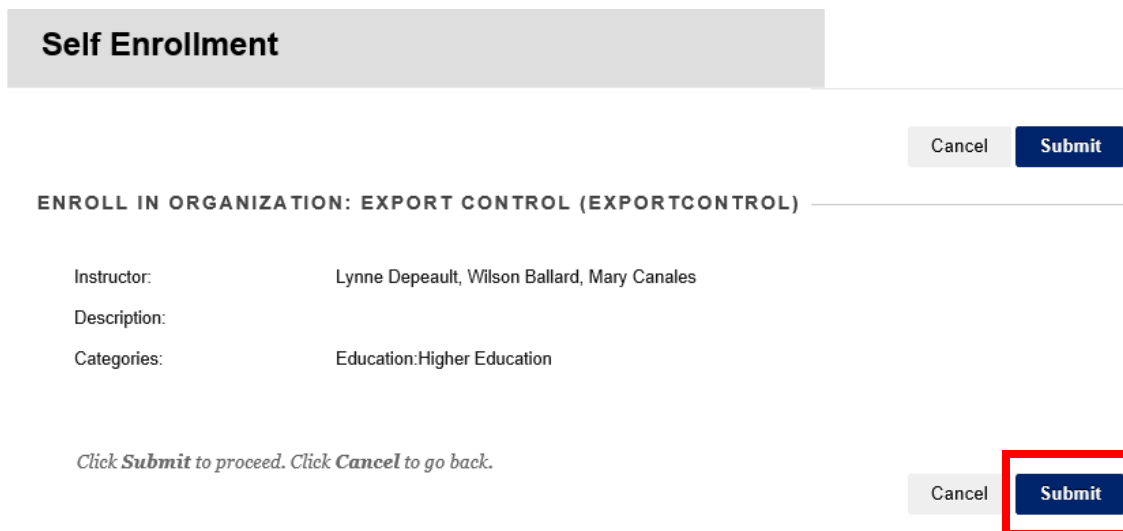 Self Enrollment
Cancel Submit
ENROLL IN ORGANIZATION: EXPORT CONTROL (EXPORTCONTROL)
Instructor: Lynne Depeault, Wilson Ballard, Mary Canales
Description:
Categories: Education:Higher Education
Click Submit to proceed. Click Cancel to go back.
Cancel Submit